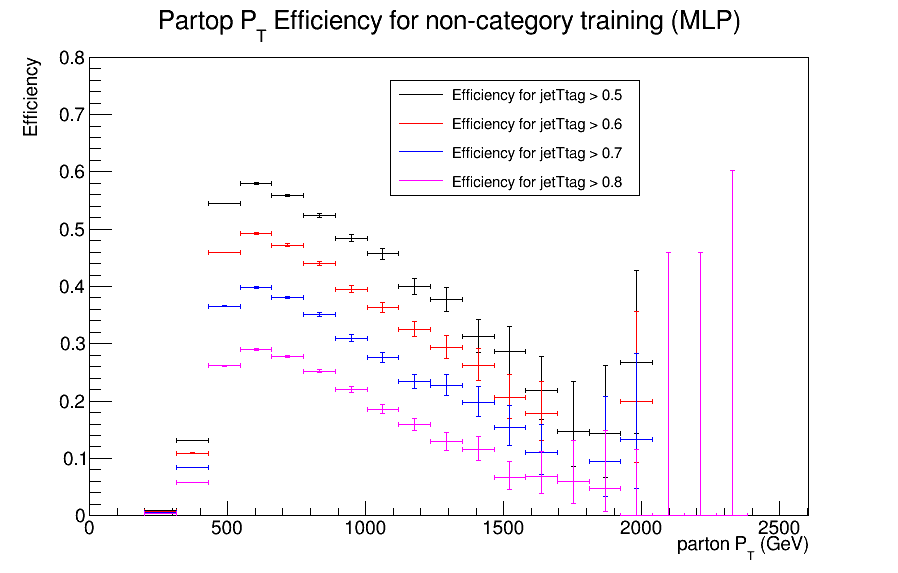 Partop P_T Efficiency for non-category training (MLP)
Efficiency
0.8
0.7
0.6
0.5
0.4
0.3
0.2
0.1
0
Efficiency for jetTtag > 0.5
Efficiency for jetTtag > 0.6
Efficiency for jetTtag > 0.7
Efficiency for jetTtag > 0.8
0 500 1000 1500 2000 2500
parton P_T (GeV)